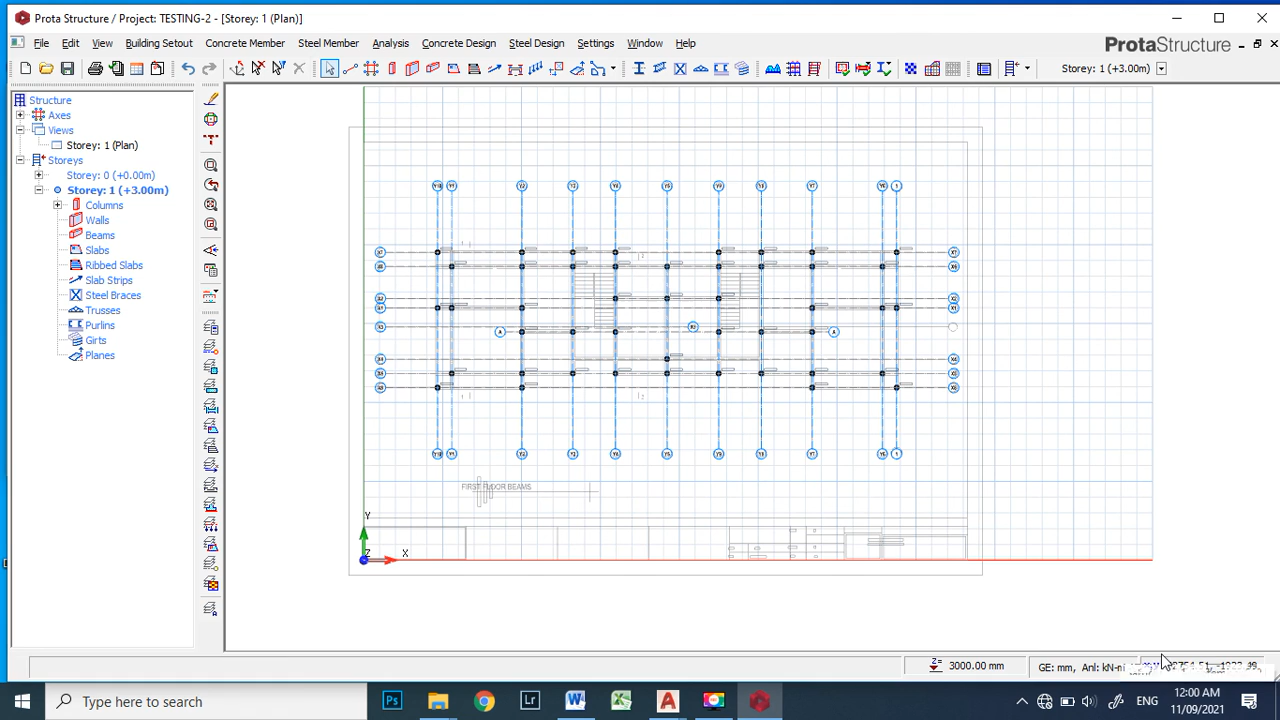 Prota Structure / Project: TESTING-2 - [Storey: 1 (Plan)]
File Edit View Building Setout Concrete Member Steel Member Analysis Concrete Design Steel Design Settings Window Help
ProtaStructure
Storey: 1 (+3.00m)
Structure
Axes
Views
Storey: 1 (Plan)
Storeys
Storey: 0 (+0.00m)
Storey: 1 (+3.00m)
Columns
Walls
Beams
Slabs
Ribbed Slabs
Slab Strips
Steel Braces
Trusses
Purlins
Girts
Planes
FIRST FLOOR BEAMS
Y
Z X
Z= 3000.00 mm
GE: mm, Anl: kN-
Type here to search
Ps
Lr
ENG
12:00 AM
11/09/2021